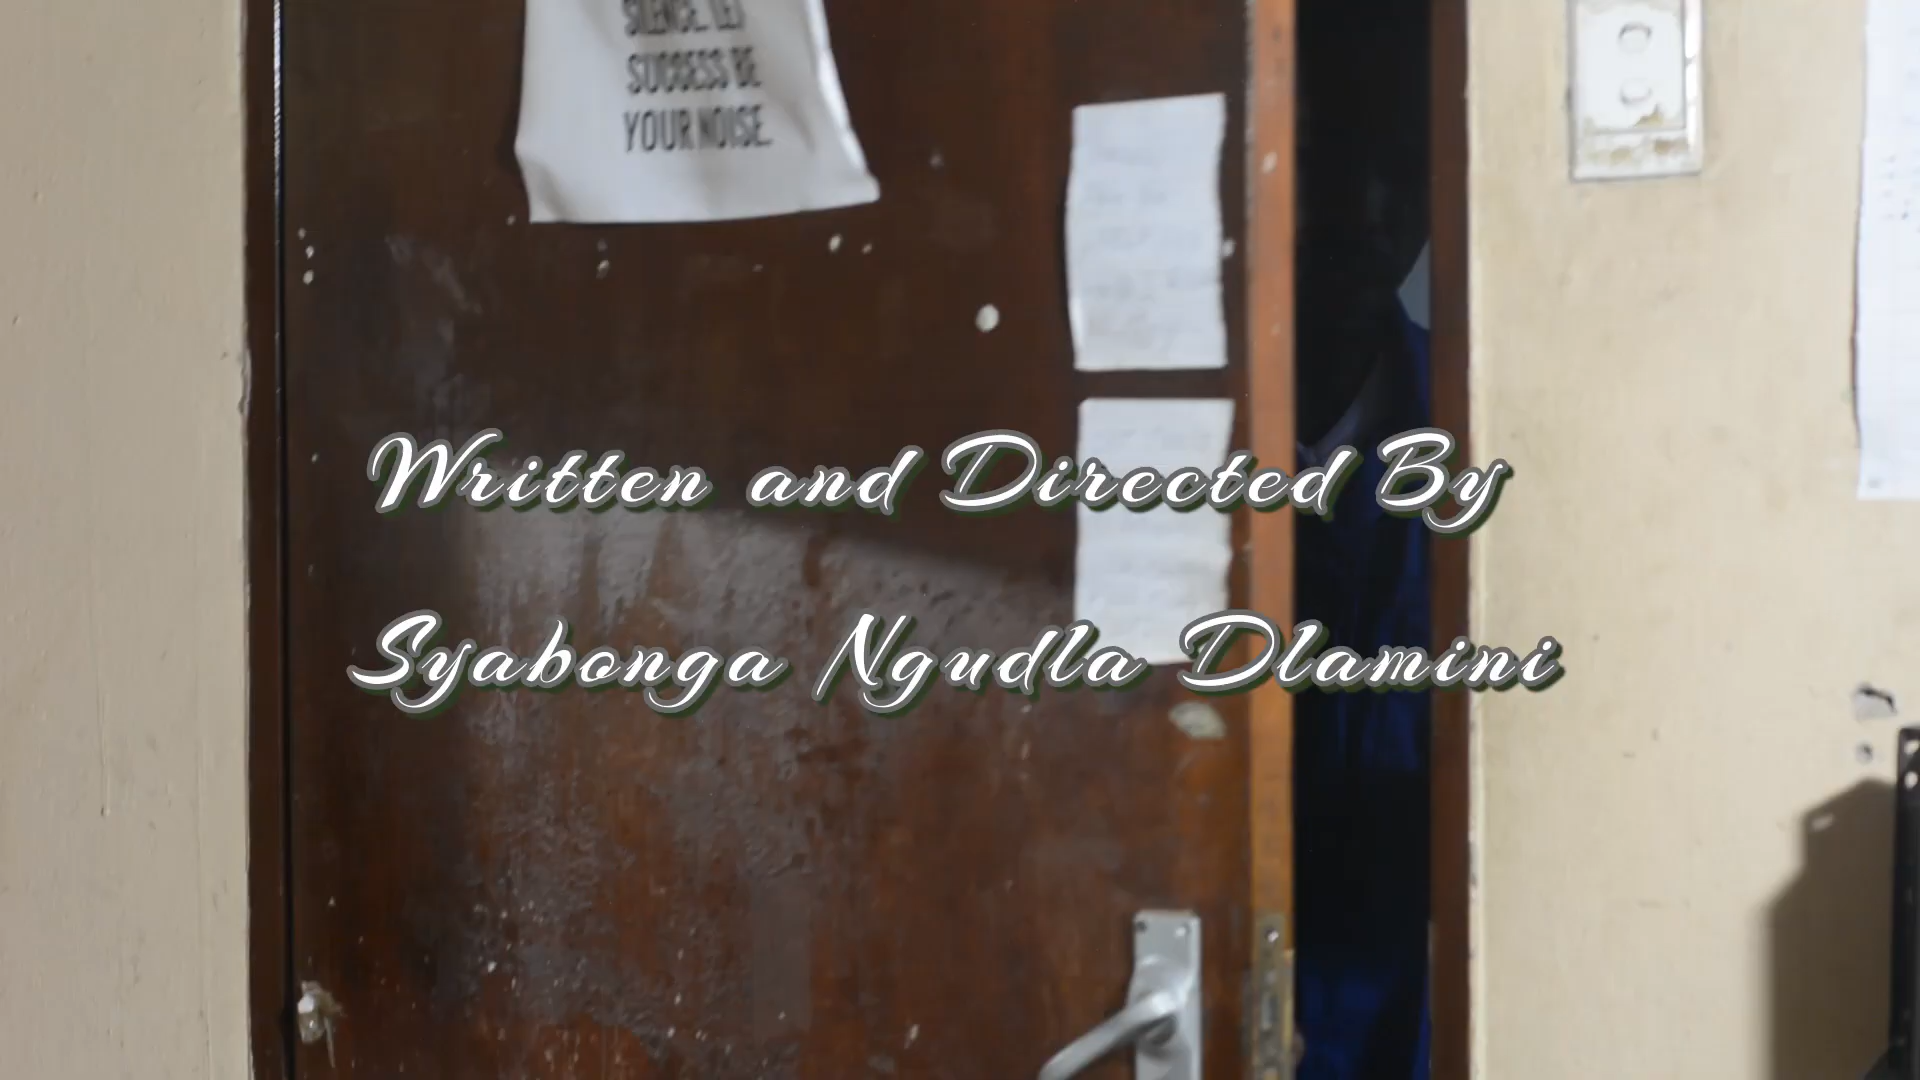 SILENCE. LET
SUCCESS BE
YOUR NOISE.
Written and Directed By
Syabonga Ngudla Dlamini